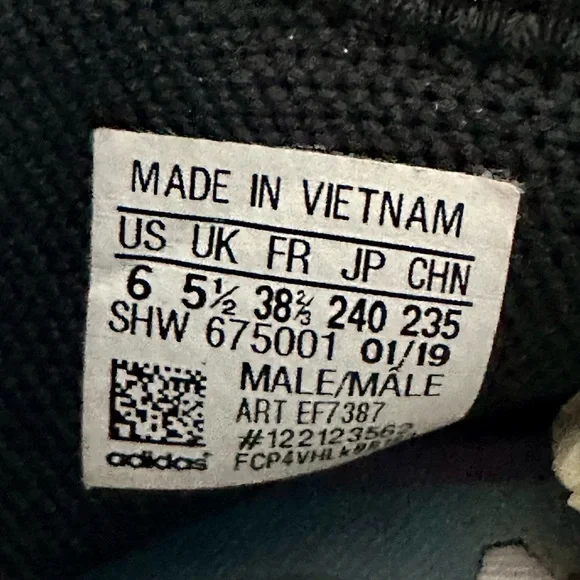 MADE IN VIETNAM
US UK FR JP CHN
6 5½ 38⅔ 240 235
SHW 675001 01/19
MALE/MÂLE
ART EF7387
#122123562
adidas